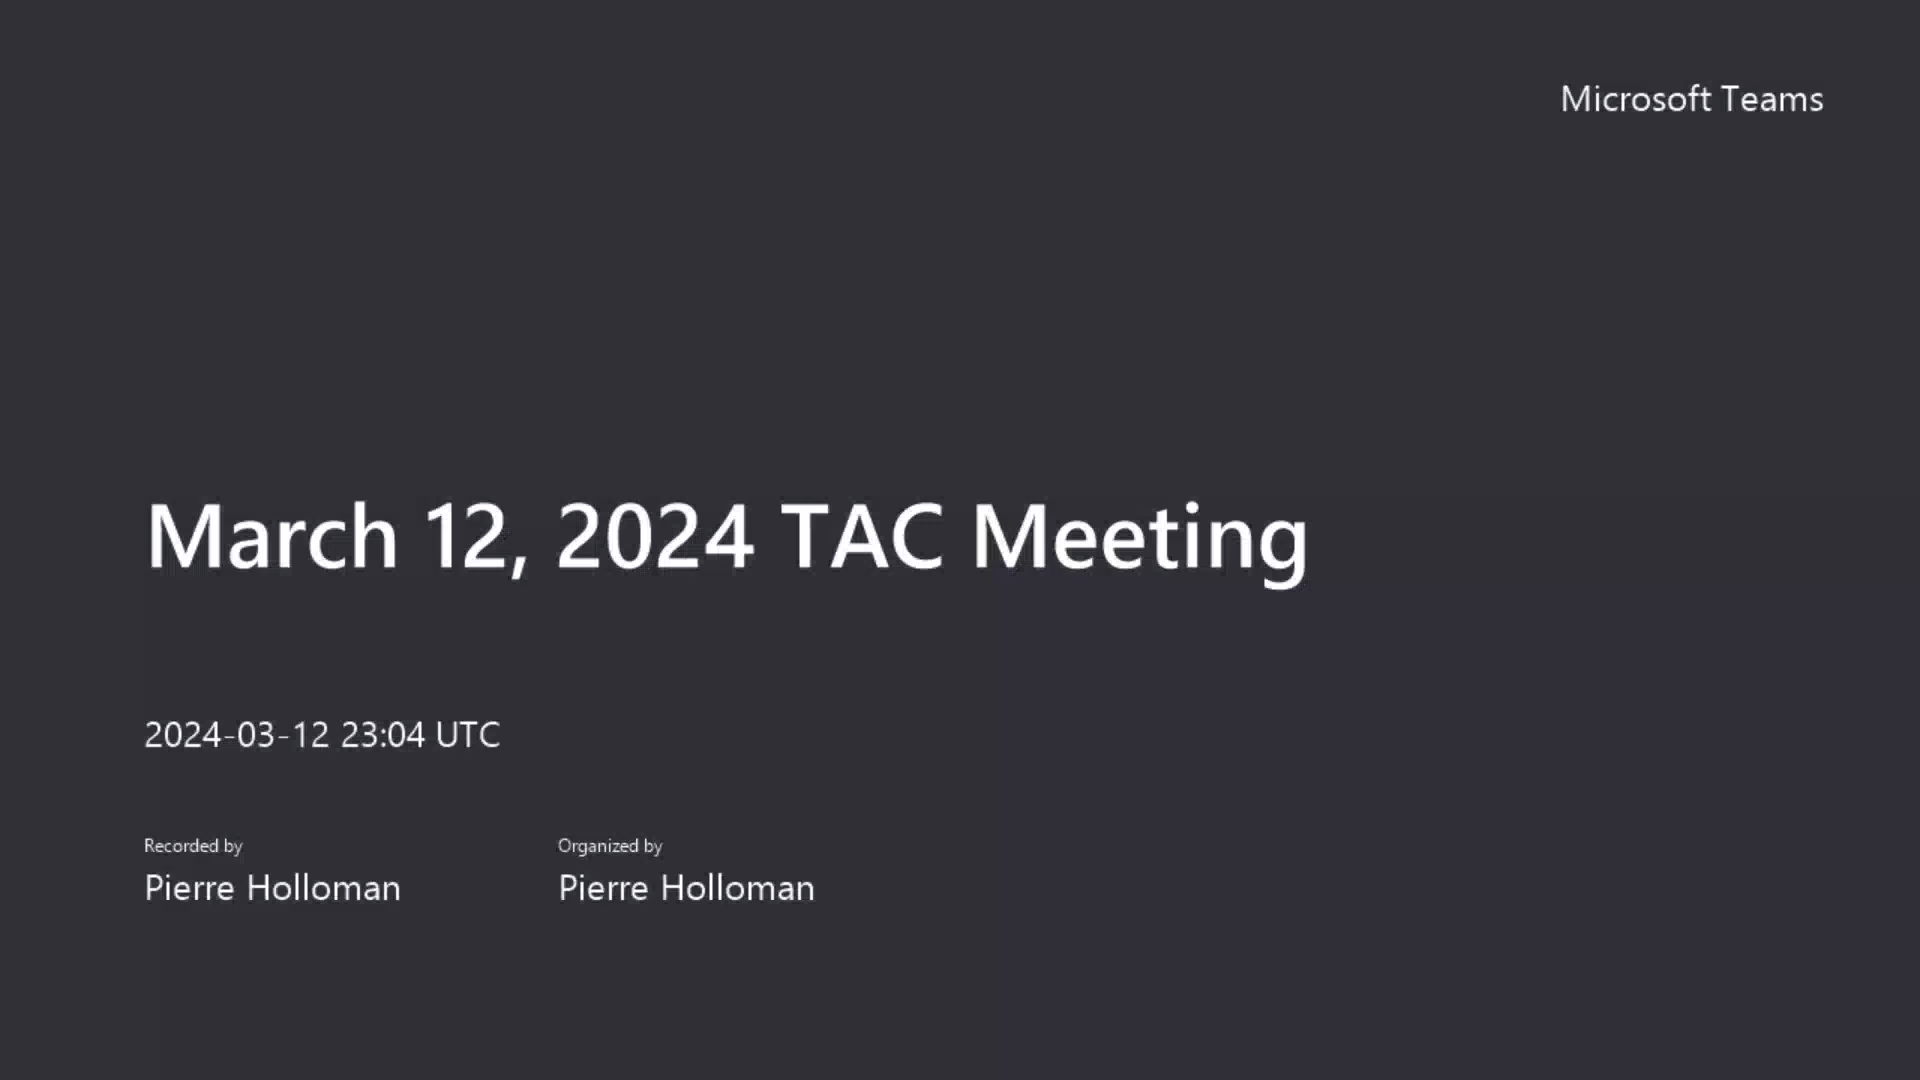 Microsoft Teams
March 12, 2024 TAC Meeting
2024-03-12 23:04 UTC
Recorded by
Pierre Holloman
Organized by
Pierre Holloman